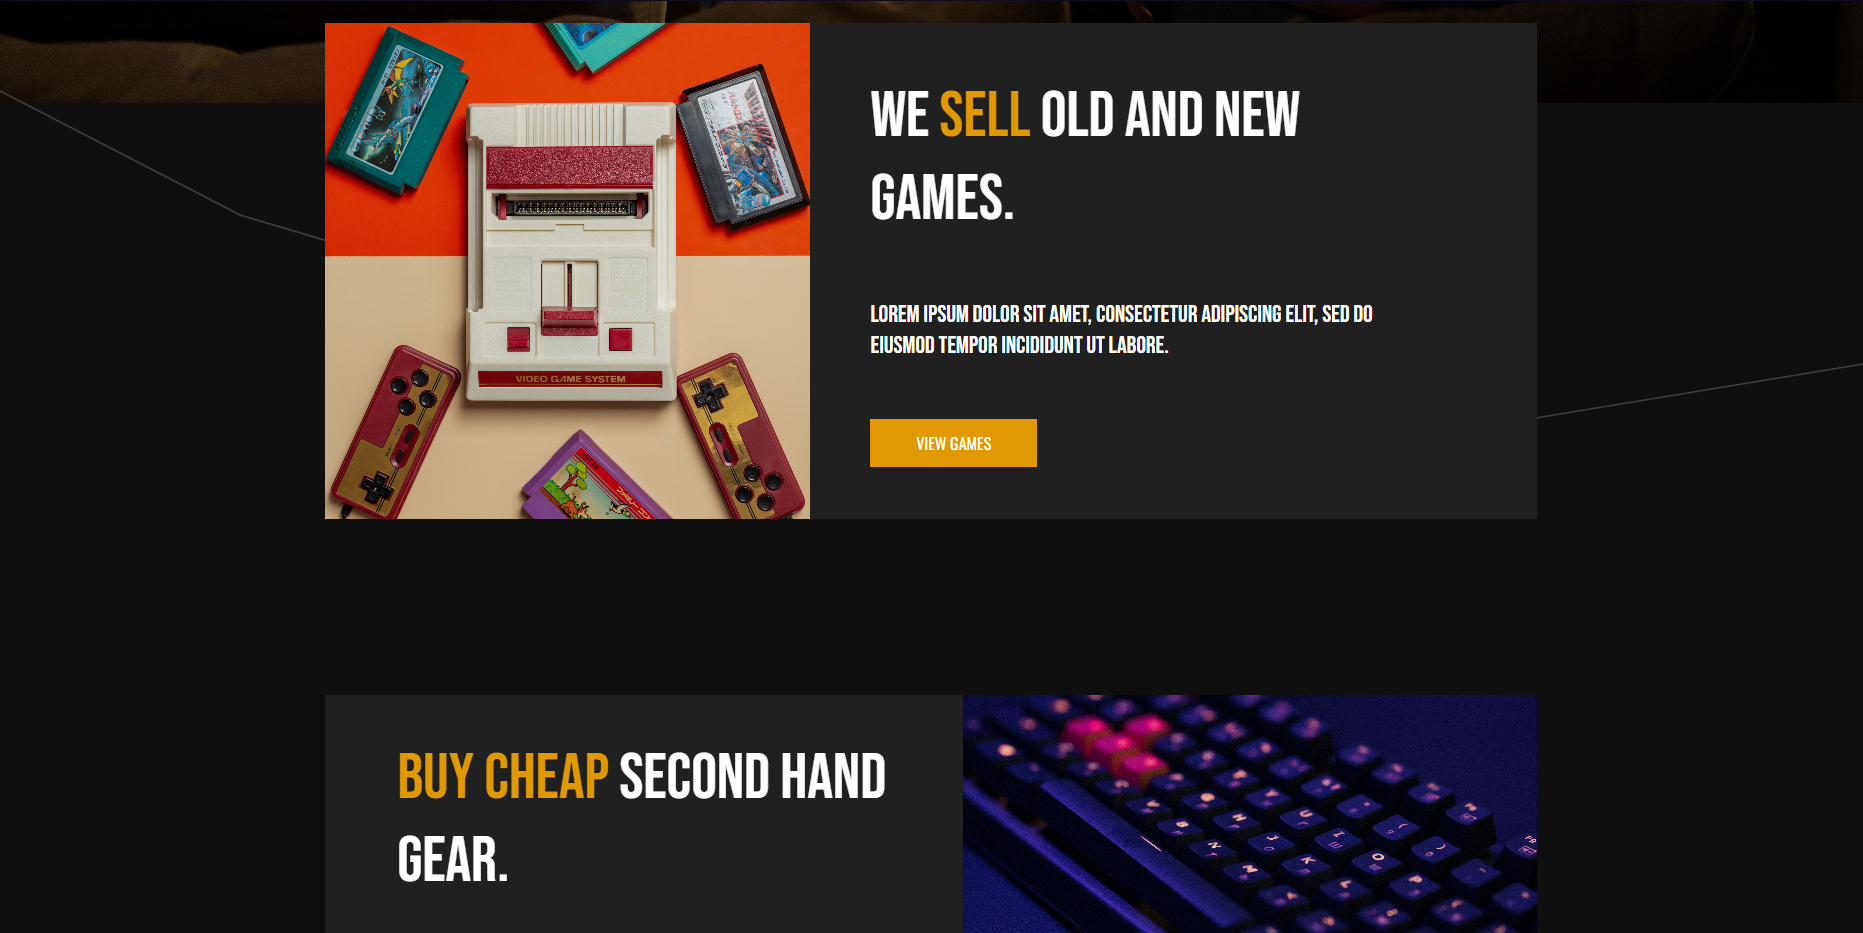 WE SELL OLD AND NEW
GAMES.
LOREM IPSUM DOLOR SIT AMET, CONSECTETUR ADIPISCING ELIT, SED DO
EIUSMOD TEMPOR INCIDIDUNT UT LABORE.
VIEW GAMES
VIDEO GAME SYSTEM
BUY CHEAP SECOND HAND
GEAR.